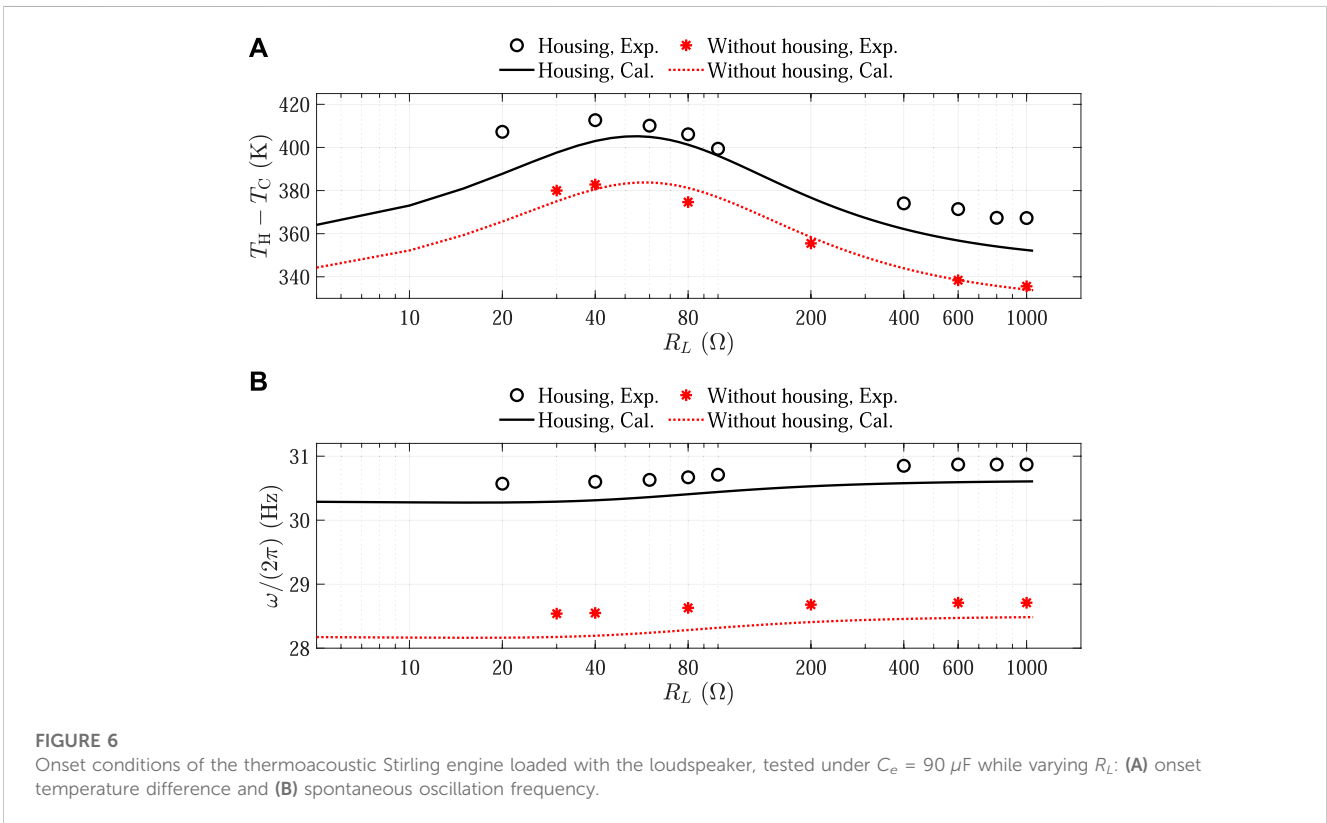 A
Housing, Exp. Without housing, Exp.
Housing, Cal. Without housing, Cal.
420
400
380
360
340
T_H − T_C (K)
10 20 40 80 200 400 600 1000
R_L (Ω)
B
Housing, Exp. Without housing, Exp.
Housing, Cal. Without housing, Cal.
31
30
29
28
ω/(2π) (Hz)
10 20 40 80 200 400 600 1000
R_L (Ω)
FIGURE 6
Onset conditions of the thermoacoustic Stirling engine loaded with the loudspeaker, tested under C_e = 90 μF while varying R_L: (A) onset
temperature difference and (B) spontaneous oscillation frequency.